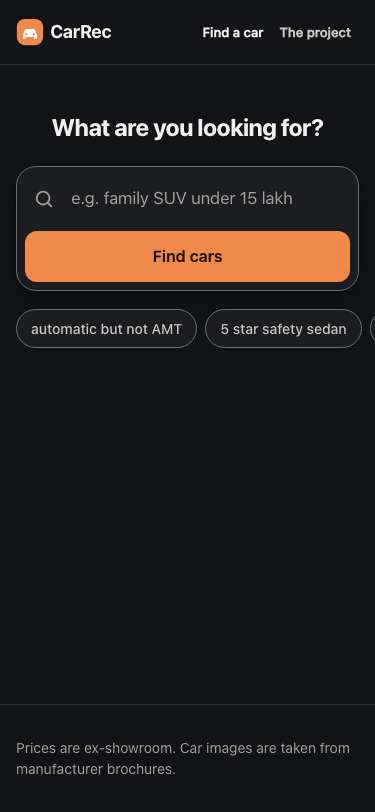 CarRec
Find a car
The project
What are you looking for?
e.g. family SUV under 15 lakh
Find cars
automatic but not AMT
5 star safety sedan
Prices are ex-showroom. Car images are taken from
manufacturer brochures.